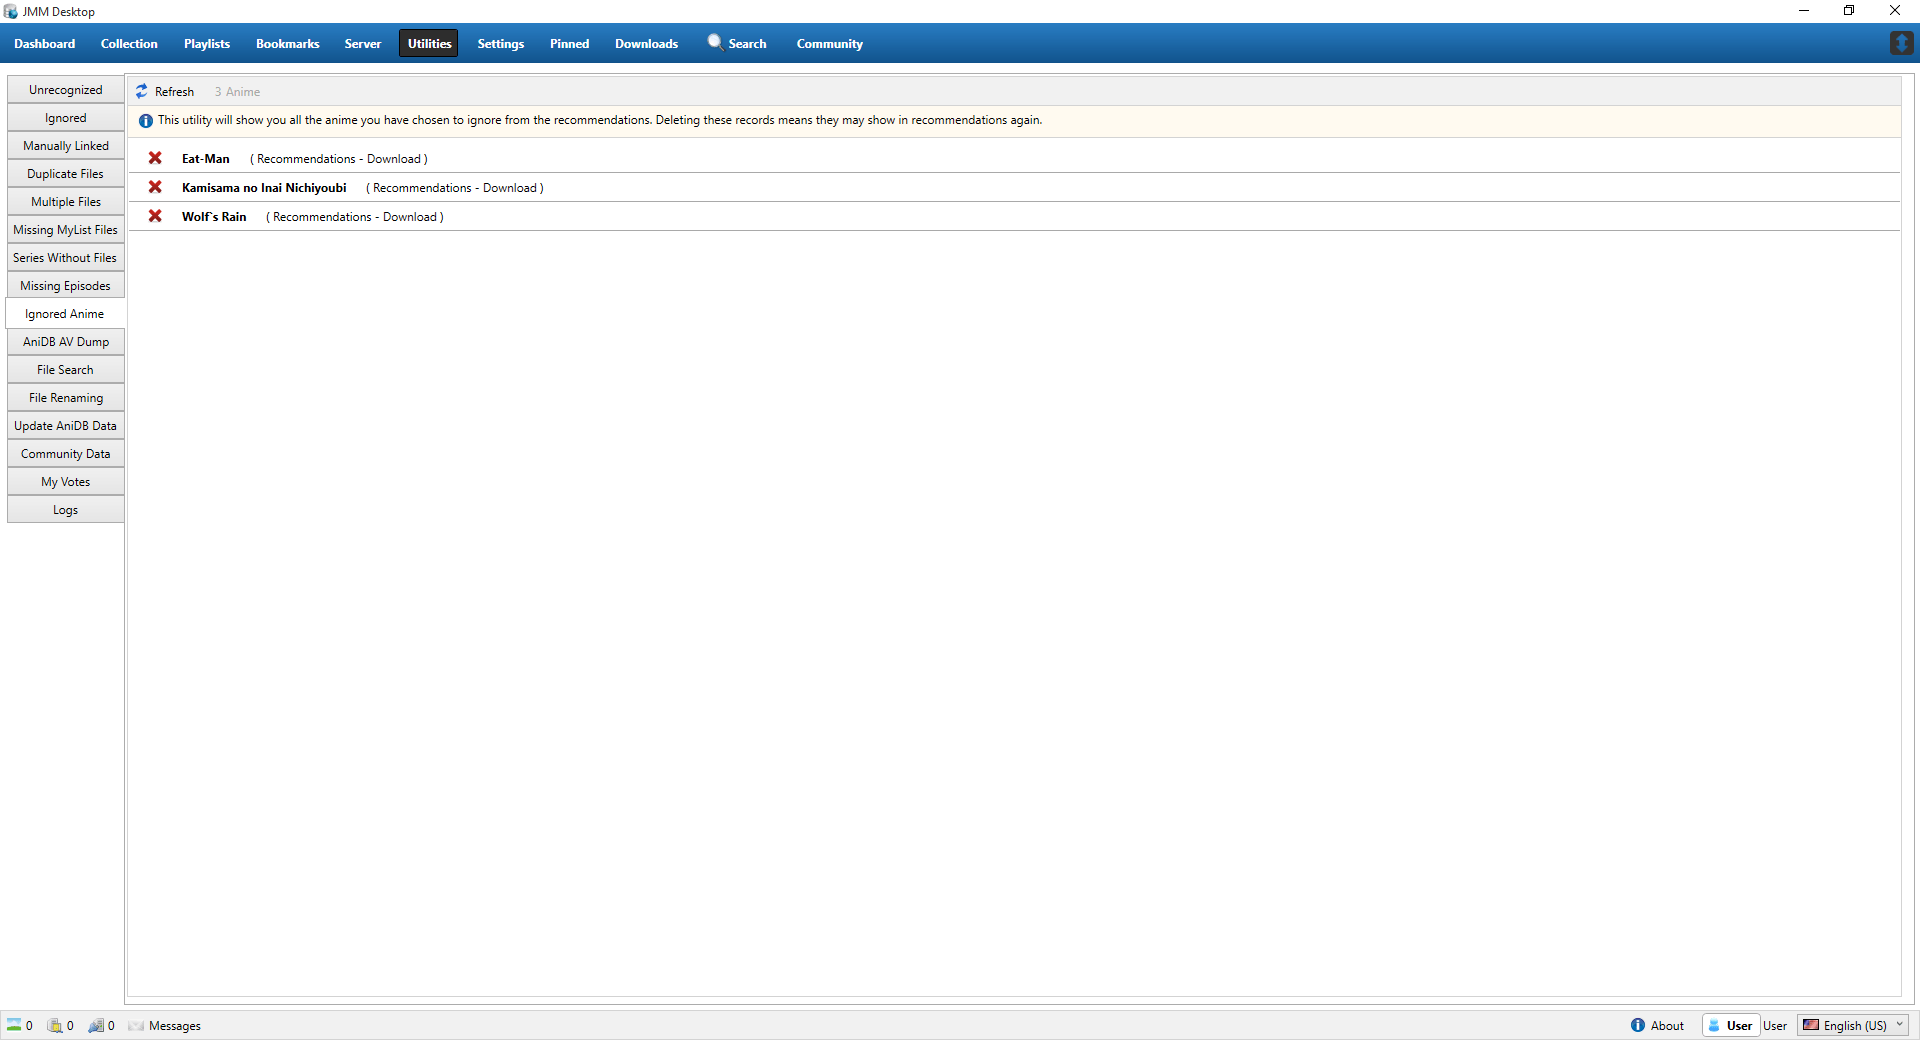 JMM Desktop
Dashboard Collection Playlists Bookmarks Server Utilities Settings Pinned Downloads Search Community
Unrecognized
Ignored
Manually Linked
Duplicate Files
Multiple Files
Missing MyList Files
Series Without Files
Missing Episodes
Ignored Anime
AniDB AV Dump
File Search
File Renaming
Update AniDB Data
Community Data
My Votes
Logs
Refresh 3 Anime
This utility will show you all the anime you have chosen to ignore from the recommendations. Deleting these records means they may show in recommendations again.
Eat-Man ( Recommendations - Download )
Kamisama no Inai Nichiyoubi ( Recommendations - Download )
Wolf`s Rain ( Recommendations - Download )
0 0 0 Messages About User User English (US)